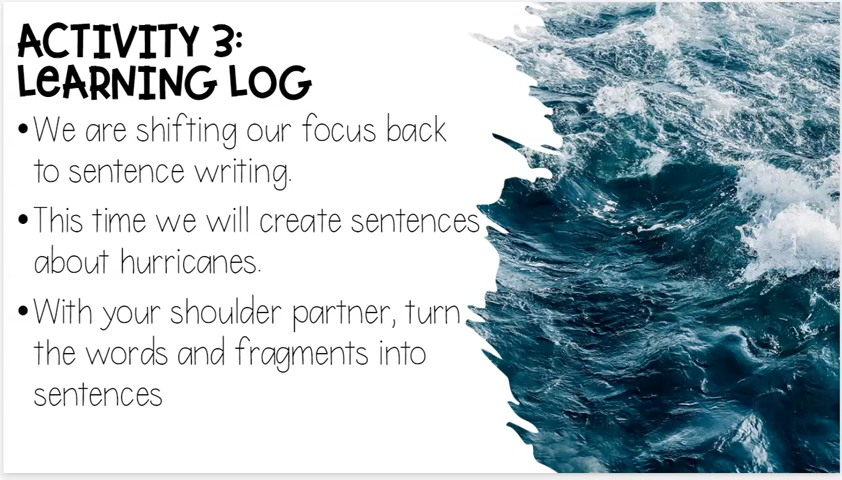 ACTIVITY 3:
LEARNING LOG
•We are shifting our focus back
to sentence writing.
•This time we will create sentences
about hurricanes.
•With your shoulder partner, turn
the words and fragments into
sentences